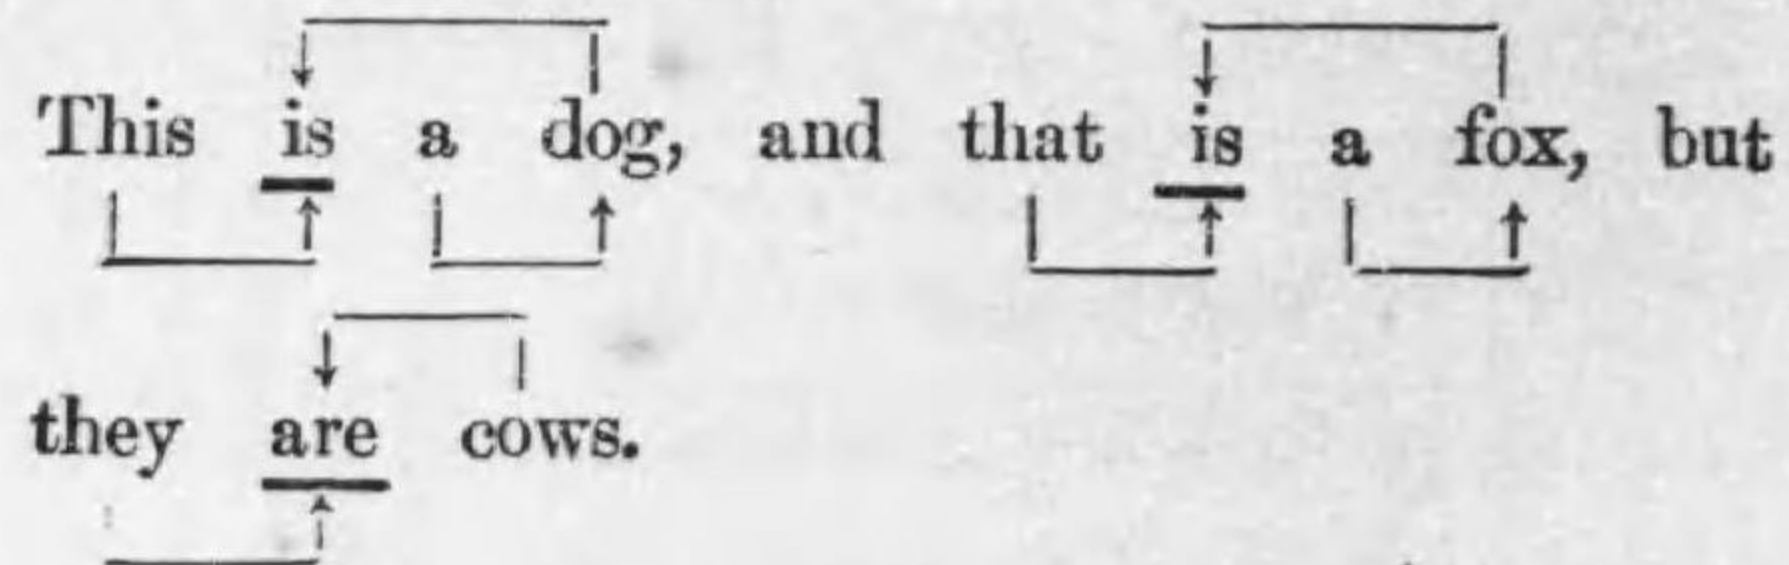 This is a dog, and that is a fox, but
they are cows.